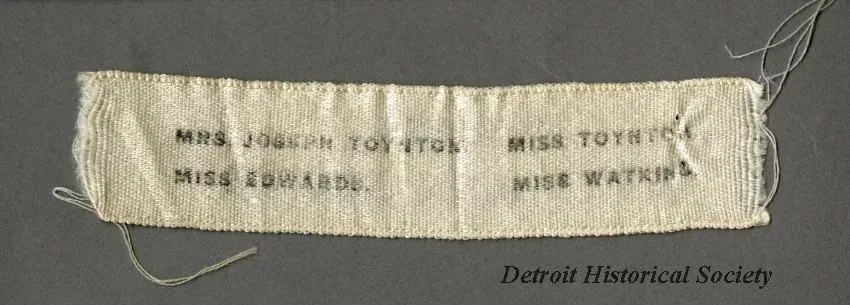 MRS. JOSEPH TOYNTON. MISS TOYNTON.
MISS EDWARDS. MISS WATKINS.
Detroit Historical Society